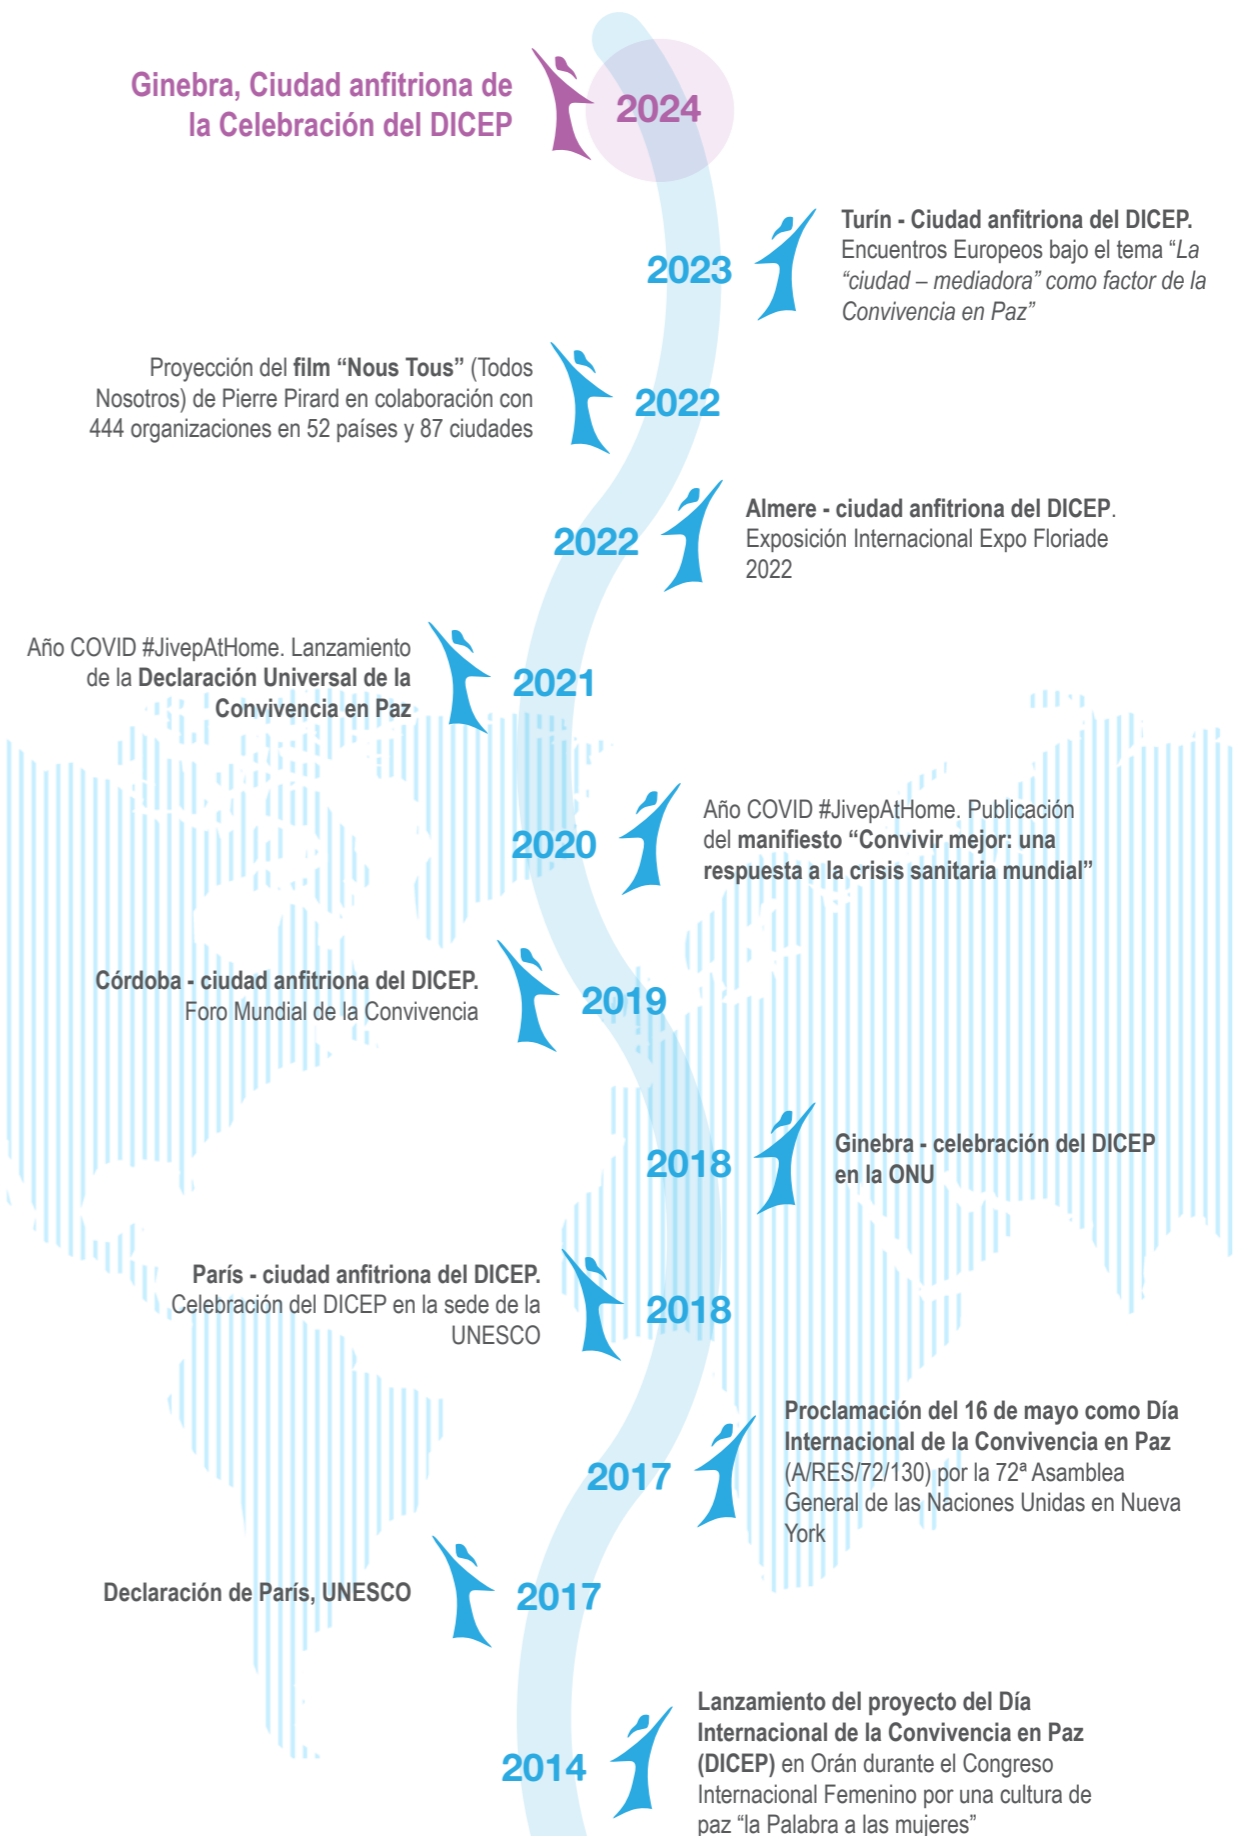 Ginebra, Ciudad anfitriona de
la Celebración del DICEP
2024
2023
Turín - Ciudad anfitriona del DICEP.
Encuentros Europeos bajo el tema “La
“ciudad – mediadora” como factor de la
Convivencia en Paz”
Proyección del film “Nous Tous” (Todos
Nosotros) de Pierre Pirard en colaboración con
444 organizaciones en 52 países y 87 ciudades
2022
2022
Almere - ciudad anfitriona del DICEP.
Exposición Internacional Expo Floriade
2022
Año COVID #JivepAtHome. Lanzamiento
de la Declaración Universal de la
Convivencia en Paz
2021
2020
Año COVID #JivepAtHome. Publicación
del manifiesto “Convivir mejor: una
respuesta a la crisis sanitaria mundial”
Córdoba - ciudad anfitriona del DICEP.
Foro Mundial de la Convivencia
2019
2018
Ginebra - celebración del DICEP
en la ONU
París - ciudad anfitriona del DICEP.
Celebración del DICEP en la sede de la
UNESCO
2018
2017
Proclamación del 16 de mayo como Día
Internacional de la Convivencia en Paz
(A/RES/72/130) por la 72ª Asamblea
General de las Naciones Unidas en Nueva
York
Declaración de París, UNESCO
2017
2014
Lanzamiento del proyecto del Día
Internacional de la Convivencia en Paz
(DICEP) en Orán durante el Congreso
Internacional Femenino por una cultura de
paz “la Palabra a las mujeres”